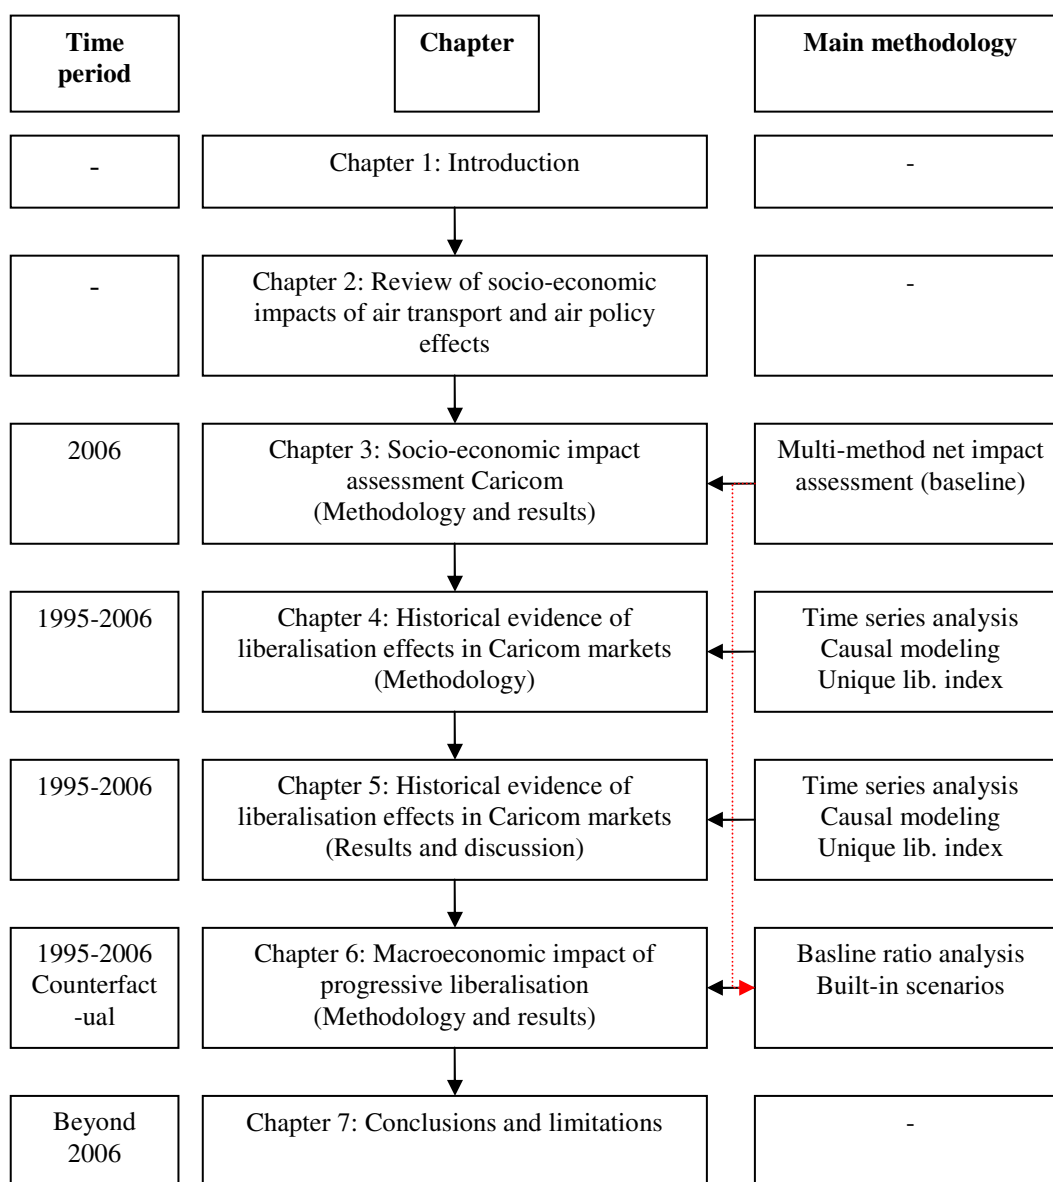 Time
period
Chapter
Main methodology
-
Chapter 1: Introduction
-
-
Chapter 2: Review of socio-economic
impacts of air transport and air policy
effects
-
2006
Chapter 3: Socio-economic impact
assessment Caricom
(Methodology and results)
Multi-method net impact
assessment (baseline)
1995-2006
Chapter 4: Historical evidence of
liberalisation effects in Caricom markets
(Methodology)
Time series analysis
Causal modeling
Unique lib. index
1995-2006
Chapter 5: Historical evidence of
liberalisation effects in Caricom markets
(Results and discussion)
Time series analysis
Causal modeling
Unique lib. index
1995-2006
Counterfact
-ual
Chapter 6: Macroeconomic impact of
progressive liberalisation
(Methodology and results)
Basline ratio analysis
Built-in scenarios
Beyond
2006
Chapter 7: Conclusions and limitations
-